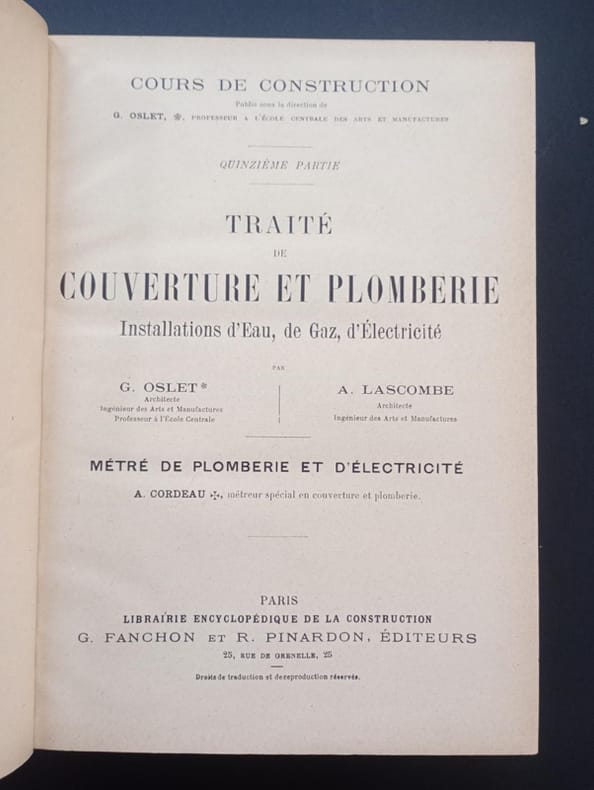 COURS DE CONSTRUCTION
Publié sous la direction de
G. OSLET, ❀, PROFESSEUR A L'ÉCOLE CENTRALE DES ARTS ET MANUFACTURES
QUINZIÈME PARTIE
TRAITÉ
DE
COUVERTURE ET PLOMBERIE
Installations d'Eau, de Gaz, d'Électricité
PAR
G. OSLET ❀
Architecte
Ingénieur des Arts et Manufactures
Professeur à l'École Centrale
A. LASCOMBE
Architecte
Ingénieur des Arts et Manufactures
MÉTRÉ DE PLOMBERIE ET D'ÉLECTRICITÉ
A. CORDEAU ✣, métreur spécial en couverture et plomberie.
PARIS
LIBRAIRIE ENCYCLOPÉDIQUE DE LA CONSTRUCTION
G. FANCHON ET R. PINARDON, ÉDITEURS
25, RUE DE GRENELLE, 25
Droits de traduction et de reproduction réservés.